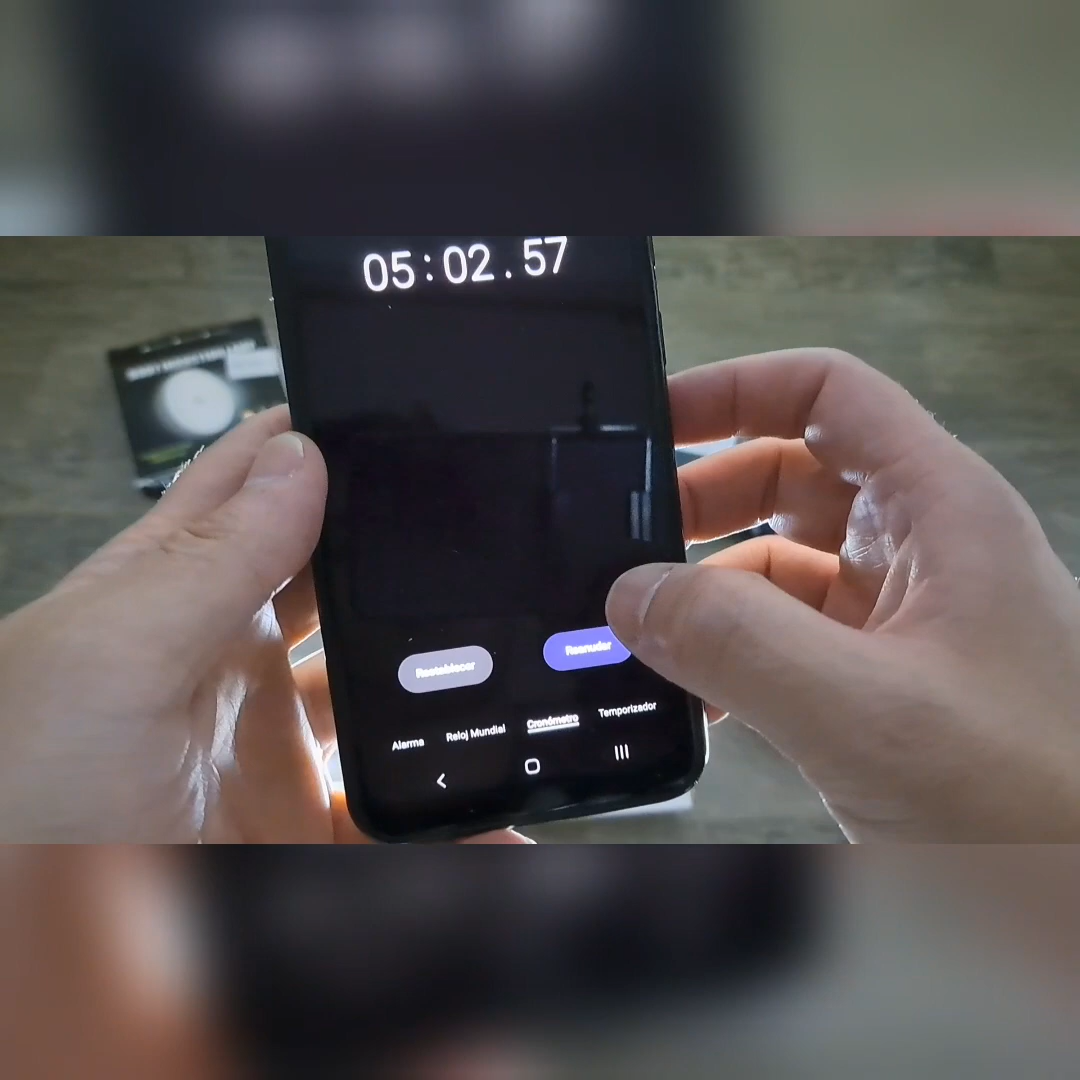 05:02.57
Restablecer
Reanudar
Alarma
Reloj Mundial
Cronómetro
Temporizador